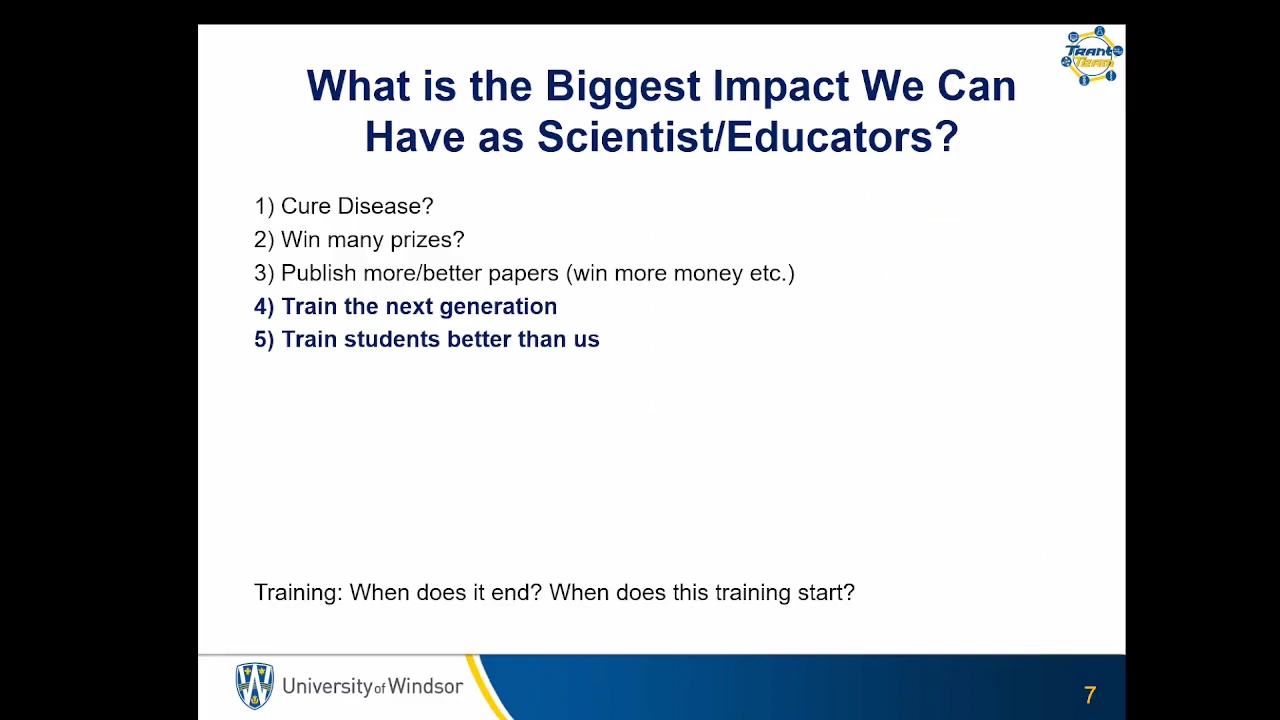 Trant
Team
What is the Biggest Impact We Can
Have as Scientist/Educators?
1) Cure Disease?
2) Win many prizes?
3) Publish more/better papers (win more money etc.)
4) Train the next generation
5) Train students better than us
Training: When does it end? When does this training start?
University of Windsor
7